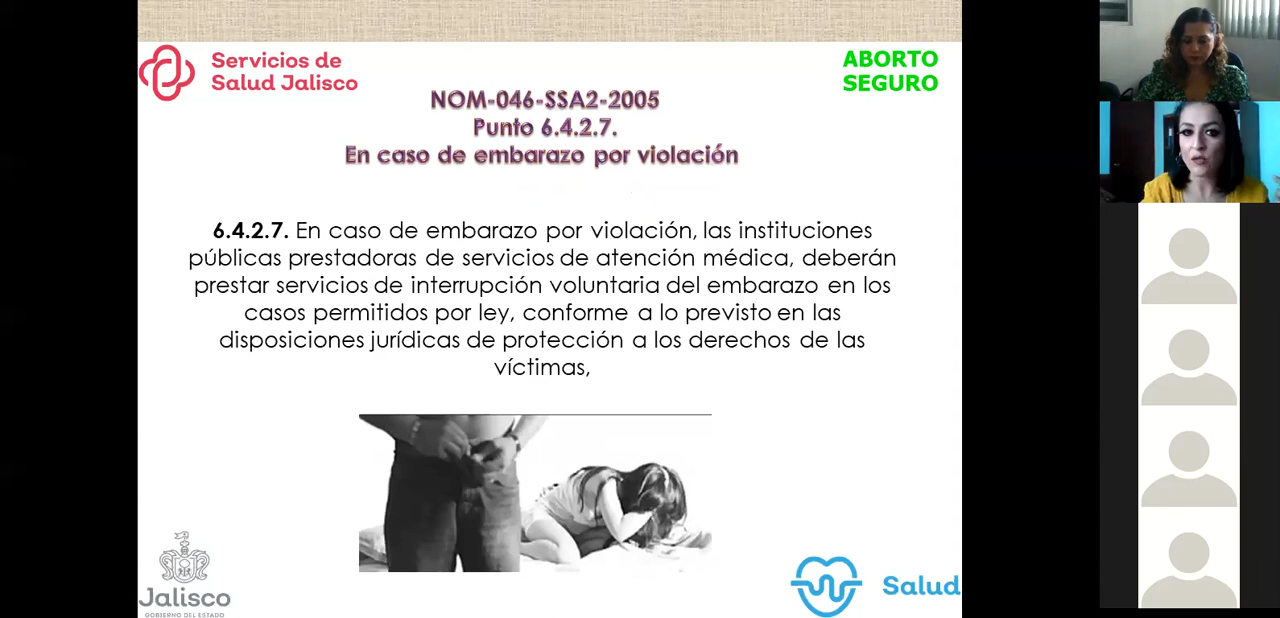 Servicios de
Salud Jalisco
ABORTO
SEGURO
NOM-046-SSA2-2005
Punto 6.4.2.7.
En caso de embarazo por violación
6.4.2.7. En caso de embarazo por violación, las instituciones
públicas prestadoras de servicios de atención médica, deberán
prestar servicios de interrupción voluntaria del embarazo en los
casos permitidos por ley, conforme a lo previsto en las
disposiciones jurídicas de protección a los derechos de las
víctimas,
Jalisco
GOBIERNO DEL ESTADO
Salud